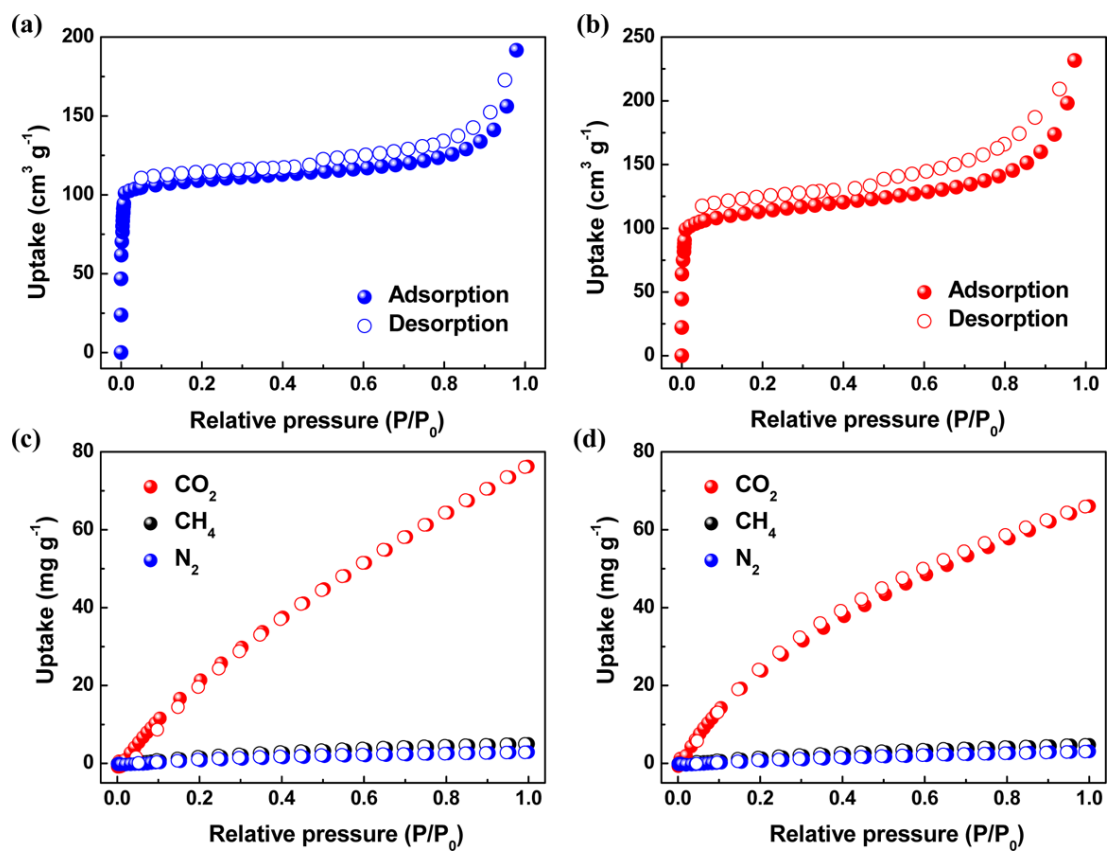 (a)
200
150
100
50
0
Uptake (cm³ g⁻¹)
Adsorption
Desorption
0.0 0.2 0.4 0.6 0.8 1.0
Relative pressure (P/P₀)
(b)
250
200
150
100
50
0
Uptake (cm³ g⁻¹)
Adsorption
Desorption
0.0 0.2 0.4 0.6 0.8 1.0
Relative pressure (P/P₀)
(c)
80
60
40
20
0
Uptake (mg g⁻¹)
CO₂
CH₄
N₂
0.0 0.2 0.4 0.6 0.8 1.0
Relative pressure (P/P₀)
(d)
80
60
40
20
0
Uptake (mg g⁻¹)
CO₂
CH₄
N₂
0.0 0.2 0.4 0.6 0.8 1.0
Relative pressure (P/P₀)